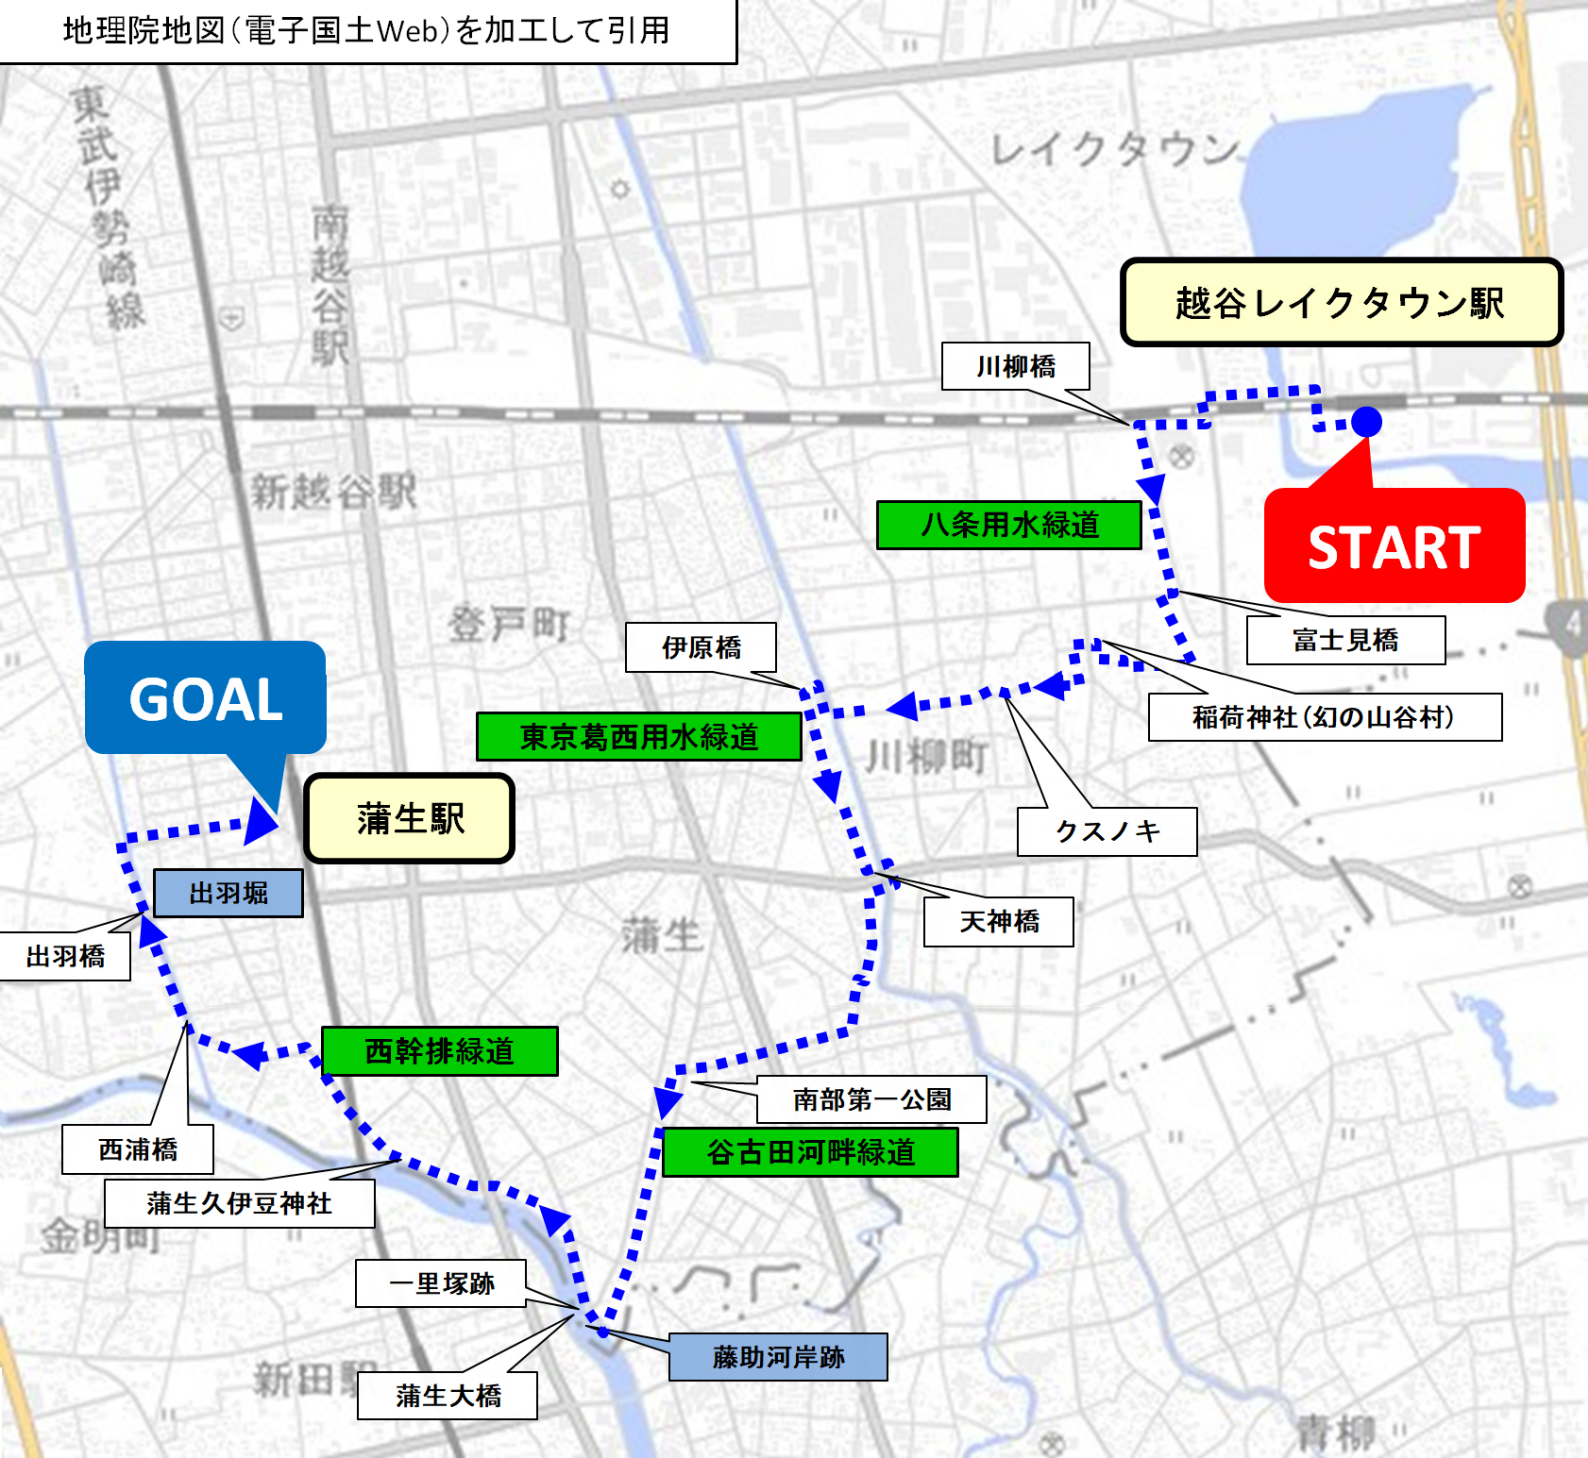 地理院地図(電子国土Web)を加工して引用
東武伊勢崎線
南越谷駅
レイクタウン
越谷レイクタウン駅
川柳橋
新越谷駅
八条用水緑道
START
4
登戸町
伊原橋
富士見橋
GOAL
稲荷神社(幻の山谷村)
東京葛西用水緑道
川柳町
蒲生駅
クスノキ
出羽堀
天神橋
蒲生
出羽橋
西幹排緑道
南部第一公園
西浦橋
谷古田河畔緑道
蒲生久伊豆神社
金明町
一里塚跡
藤助河岸跡
新田駅
蒲生大橋
青柳